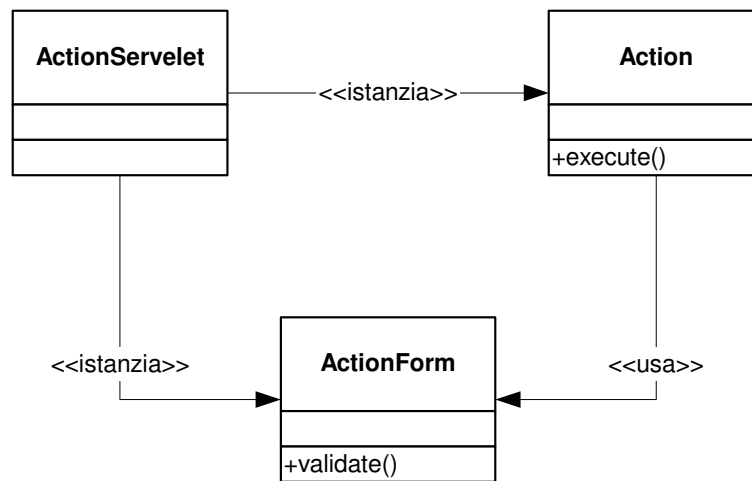 ActionServelet
Action
<<istanzia>>
+execute()
<<istanzia>>
ActionForm
<<usa>>
+validate()